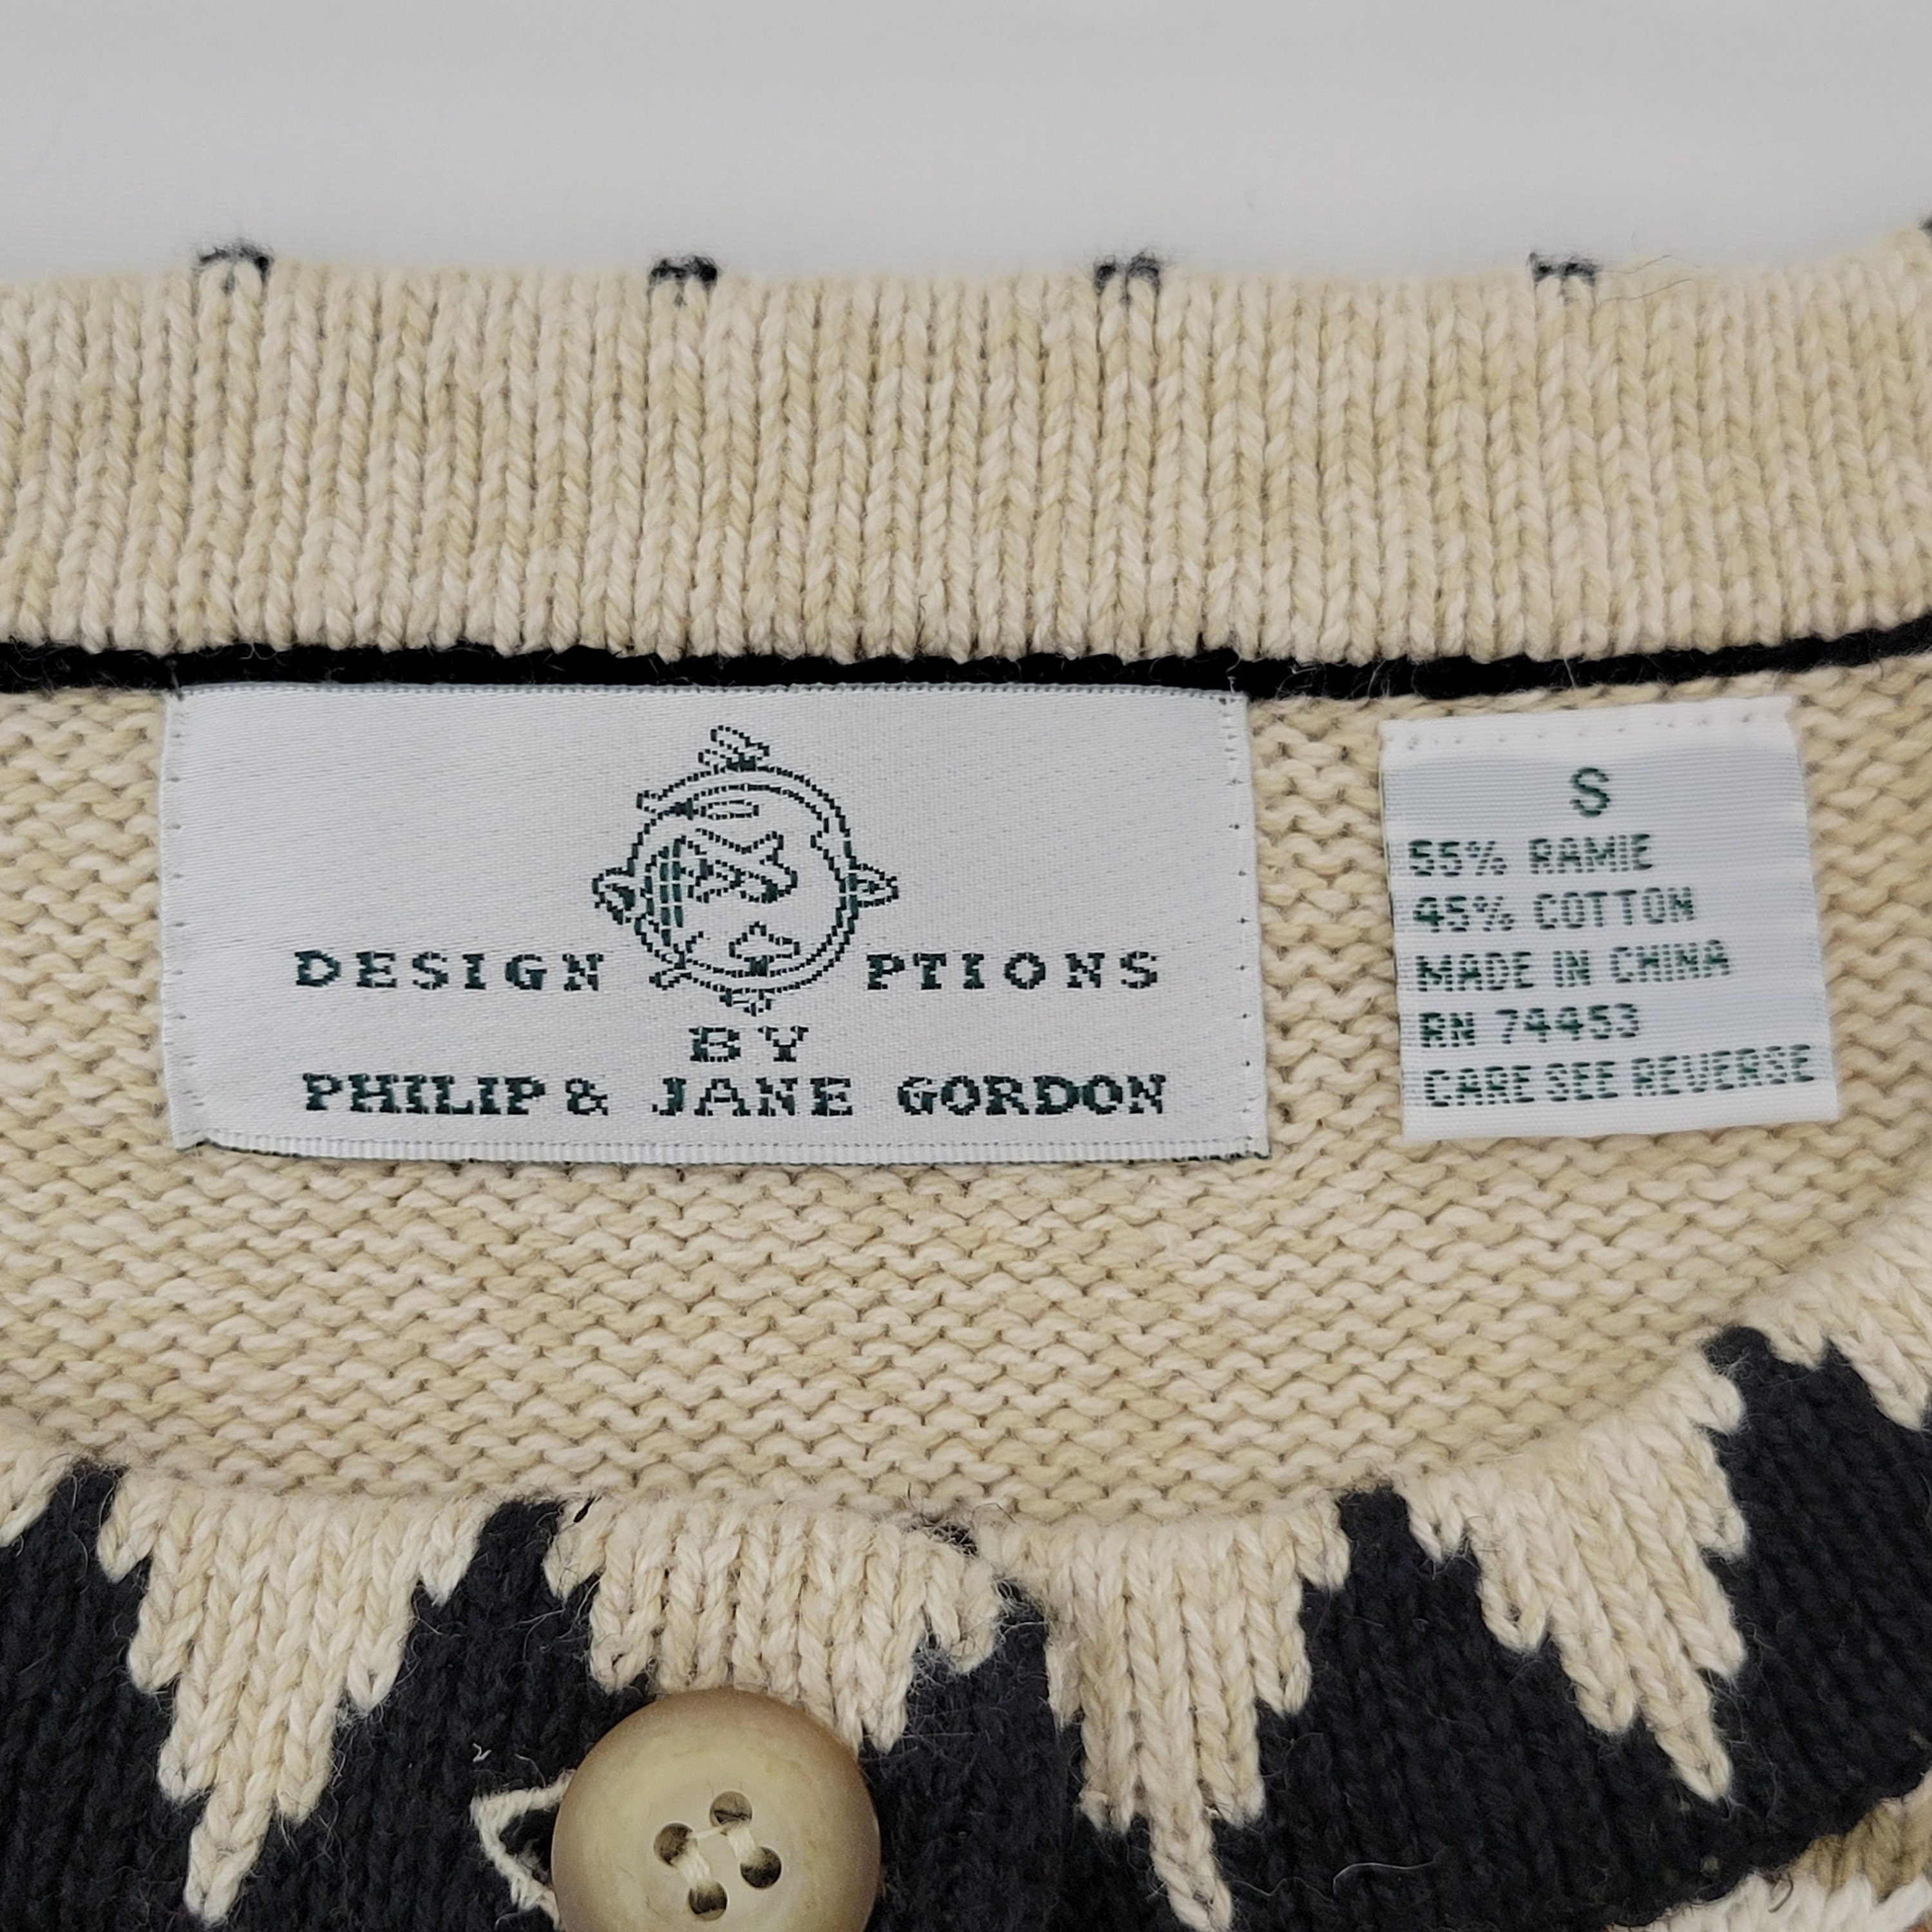 DESIGN PTIONS
BY
PHILIP & JANE GORDON
S
55% RAMIE
45% COTTON
MADE IN CHINA
RN 74453
CARE SEE REVERSE